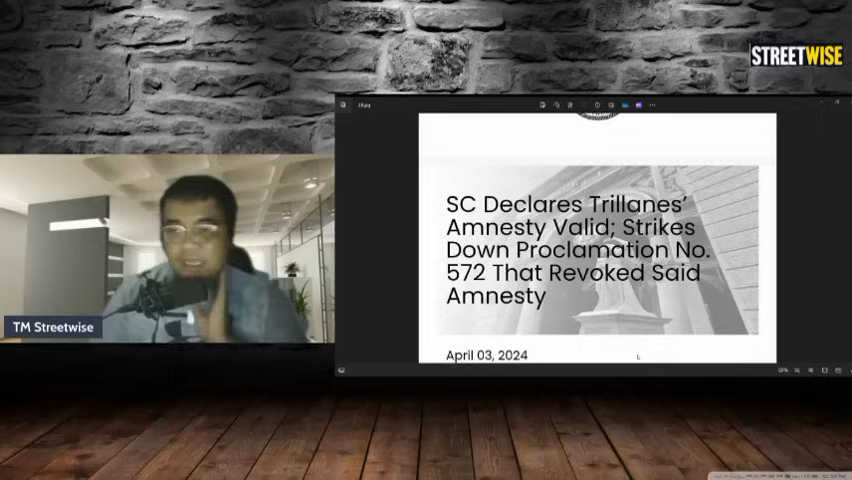 STREETWISE
SC Declares Trillanes'
Amnesty Valid; Strikes
Down Proclamation No.
572 That Revoked Said
Amnesty
TM Streetwise
April 03, 2024